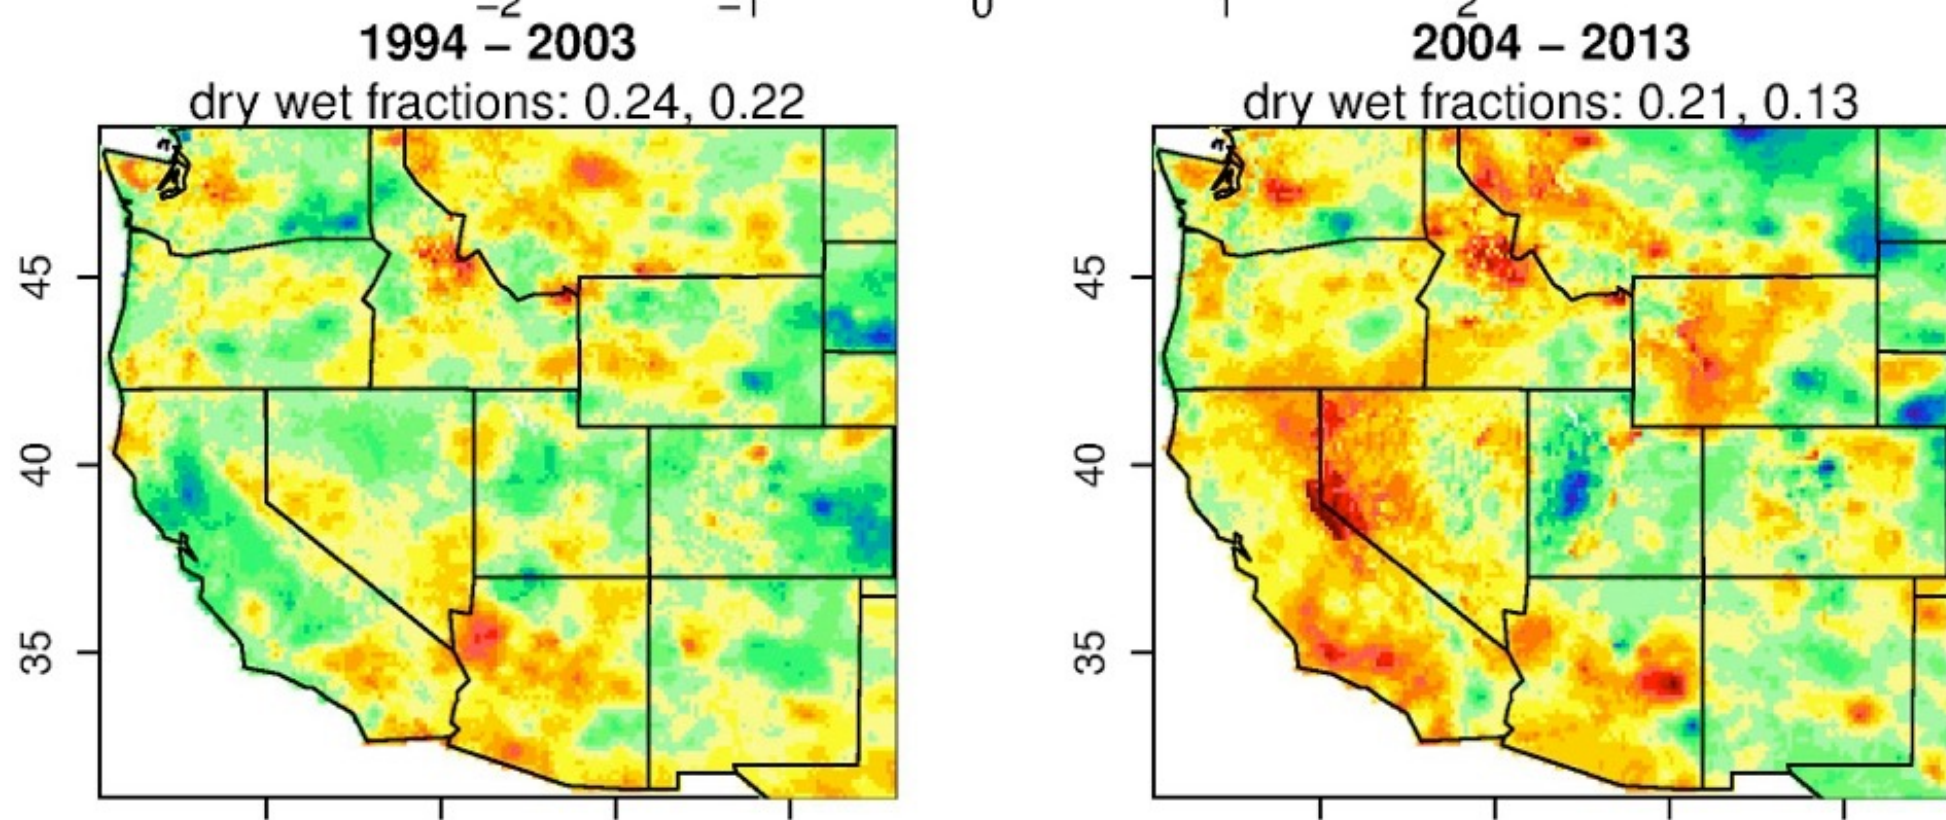 −2 −1 0 1 2
1994 − 2003
dry wet fractions: 0.24, 0.22
45
40
35
2004 − 2013
dry wet fractions: 0.21, 0.13
45
40
35